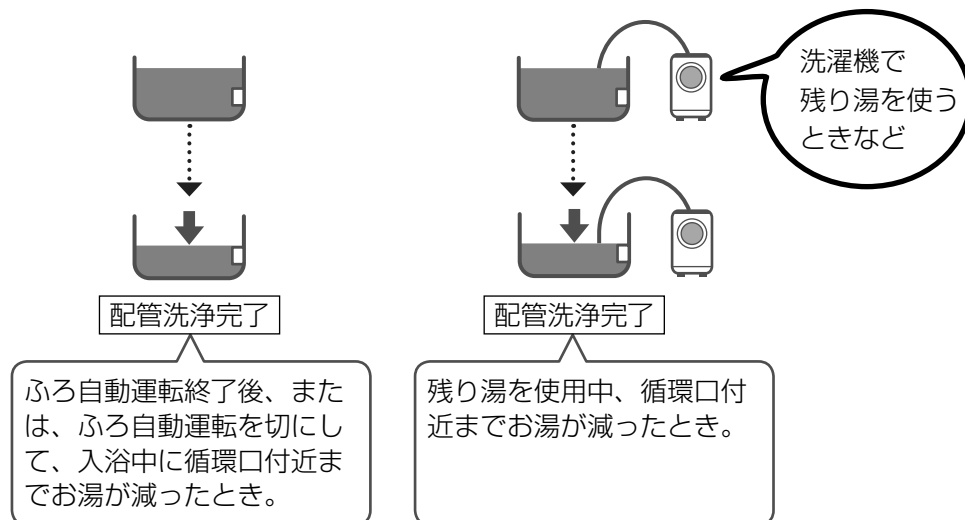 洗濯機で
残り湯を使う
ときなど
配管洗浄完了
ふろ自動運転終了後、また
は、ふろ自動運転を切にし
て、入浴中に循環口付近ま
でお湯が減ったとき。
配管洗浄完了
残り湯を使用中、循環口付
近までお湯が減ったとき。